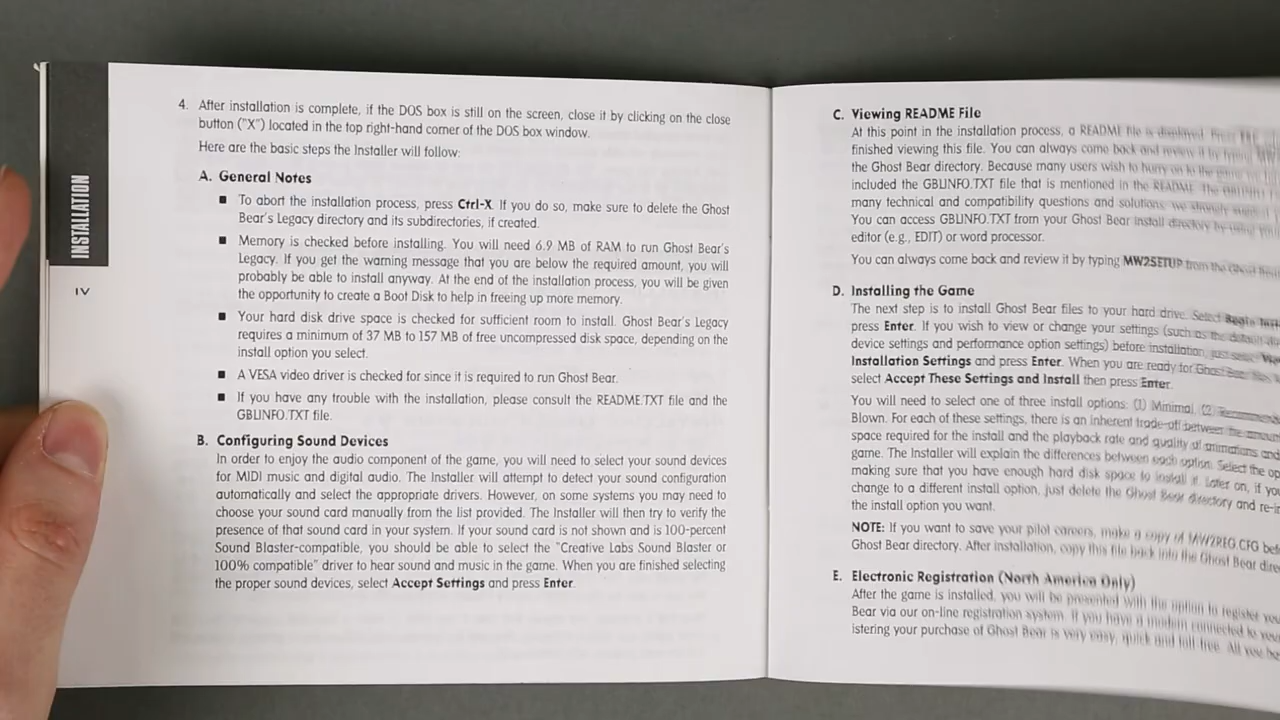 INSTALLATION
IV
4. After installation is complete, if the DOS box is still on the screen, close it by clicking on the close
button ("X") located in the top right-hand corner of the DOS box window.
Here are the basic steps the Installer will follow:
A. General Notes
■ To abort the installation process, press Ctrl-X. If you do so, make sure to delete the Ghost
Bear's Legacy directory and its subdirectories, if created.
■ Memory is checked before installing. You will need 6.9 MB of RAM to run Ghost Bear's
Legacy. If you get the warning message that you are below the required amount, you will
probably be able to install anyway. At the end of the installation process, you will be given
the opportunity to create a Boot Disk to help in freeing up more memory.
■ Your hard disk drive space is checked for sufficient room to install. Ghost Bear's Legacy
requires a minimum of 37 MB to 157 MB of free uncompressed disk space, depending on the
install option you select.
■ A VESA video driver is checked for since it is required to run Ghost Bear.
■ If you have any trouble with the installation, please consult the README.TXT file and the
GBLINFO.TXT file.
B. Configuring Sound Devices
In order to enjoy the audio component of the game, you will need to select your sound devices
for MIDI music and digital audio. The Installer will attempt to detect your sound configuration
automatically and select the appropriate drivers. However, on some systems you may need to
choose your sound card manually from the list provided. The Installer will then try to verify the
presence of that sound card in your system. If your sound card is not shown and is 100-percent
Sound Blaster-compatible, you should be able to select the "Creative Labs Sound Blaster or
100% compatible" driver to hear sound and music in the game. When you are finished selecting
the proper sound devices, select Accept Settings and press Enter.
C. Viewing README File
At this point in the installation process, a README file is displayed.
finished viewing this file. You can always come back and review it by typing
the Ghost Bear directory. Because many users wish to hurry on to the game
included the GBLINFO.TXT file that is mentioned in the README. The
many technical and compatibility questions and solutions, we strongly
You can access GBLINFO.TXT from your Ghost Bear install directory by using
editor (e.g., EDIT) or word processor.
You can always come back and review it by typing MW2SETUP from the Ghost
D. Installing the Game
The next step is to install Ghost Bear files to your hard drive. Select Begin
press Enter. If you wish to view or change your settings (such as the default
device settings and performance option settings) before installation, just select
Installation Settings and press Enter. When you are ready for Ghost Bear
select Accept These Settings and Install then press Enter.
You will need to select one of three install options: (1) Minimal, (2)
Blown. For each of these settings, there is an inherent trade-off between the
space required for the install and the playback rate and quality of animations and
game. The Installer will explain the differences between each option. Select the
making sure that you have enough hard disk space to install it. Later on, if you
change to a different install option, just delete the Ghost Bear directory and
the install option you want.
NOTE: If you want to save your pilot careers, make a copy of MW2REG.CFG
Ghost Bear directory. After installation, copy this file back into the Ghost Bear
E. Electronic Registration (North America Only)
After the game is installed, you will be presented with the option to register
Bear via our on-line registration system. If you have a modem connected to
istering your purchase of Ghost Bear is very easy, quick and toll free. All you